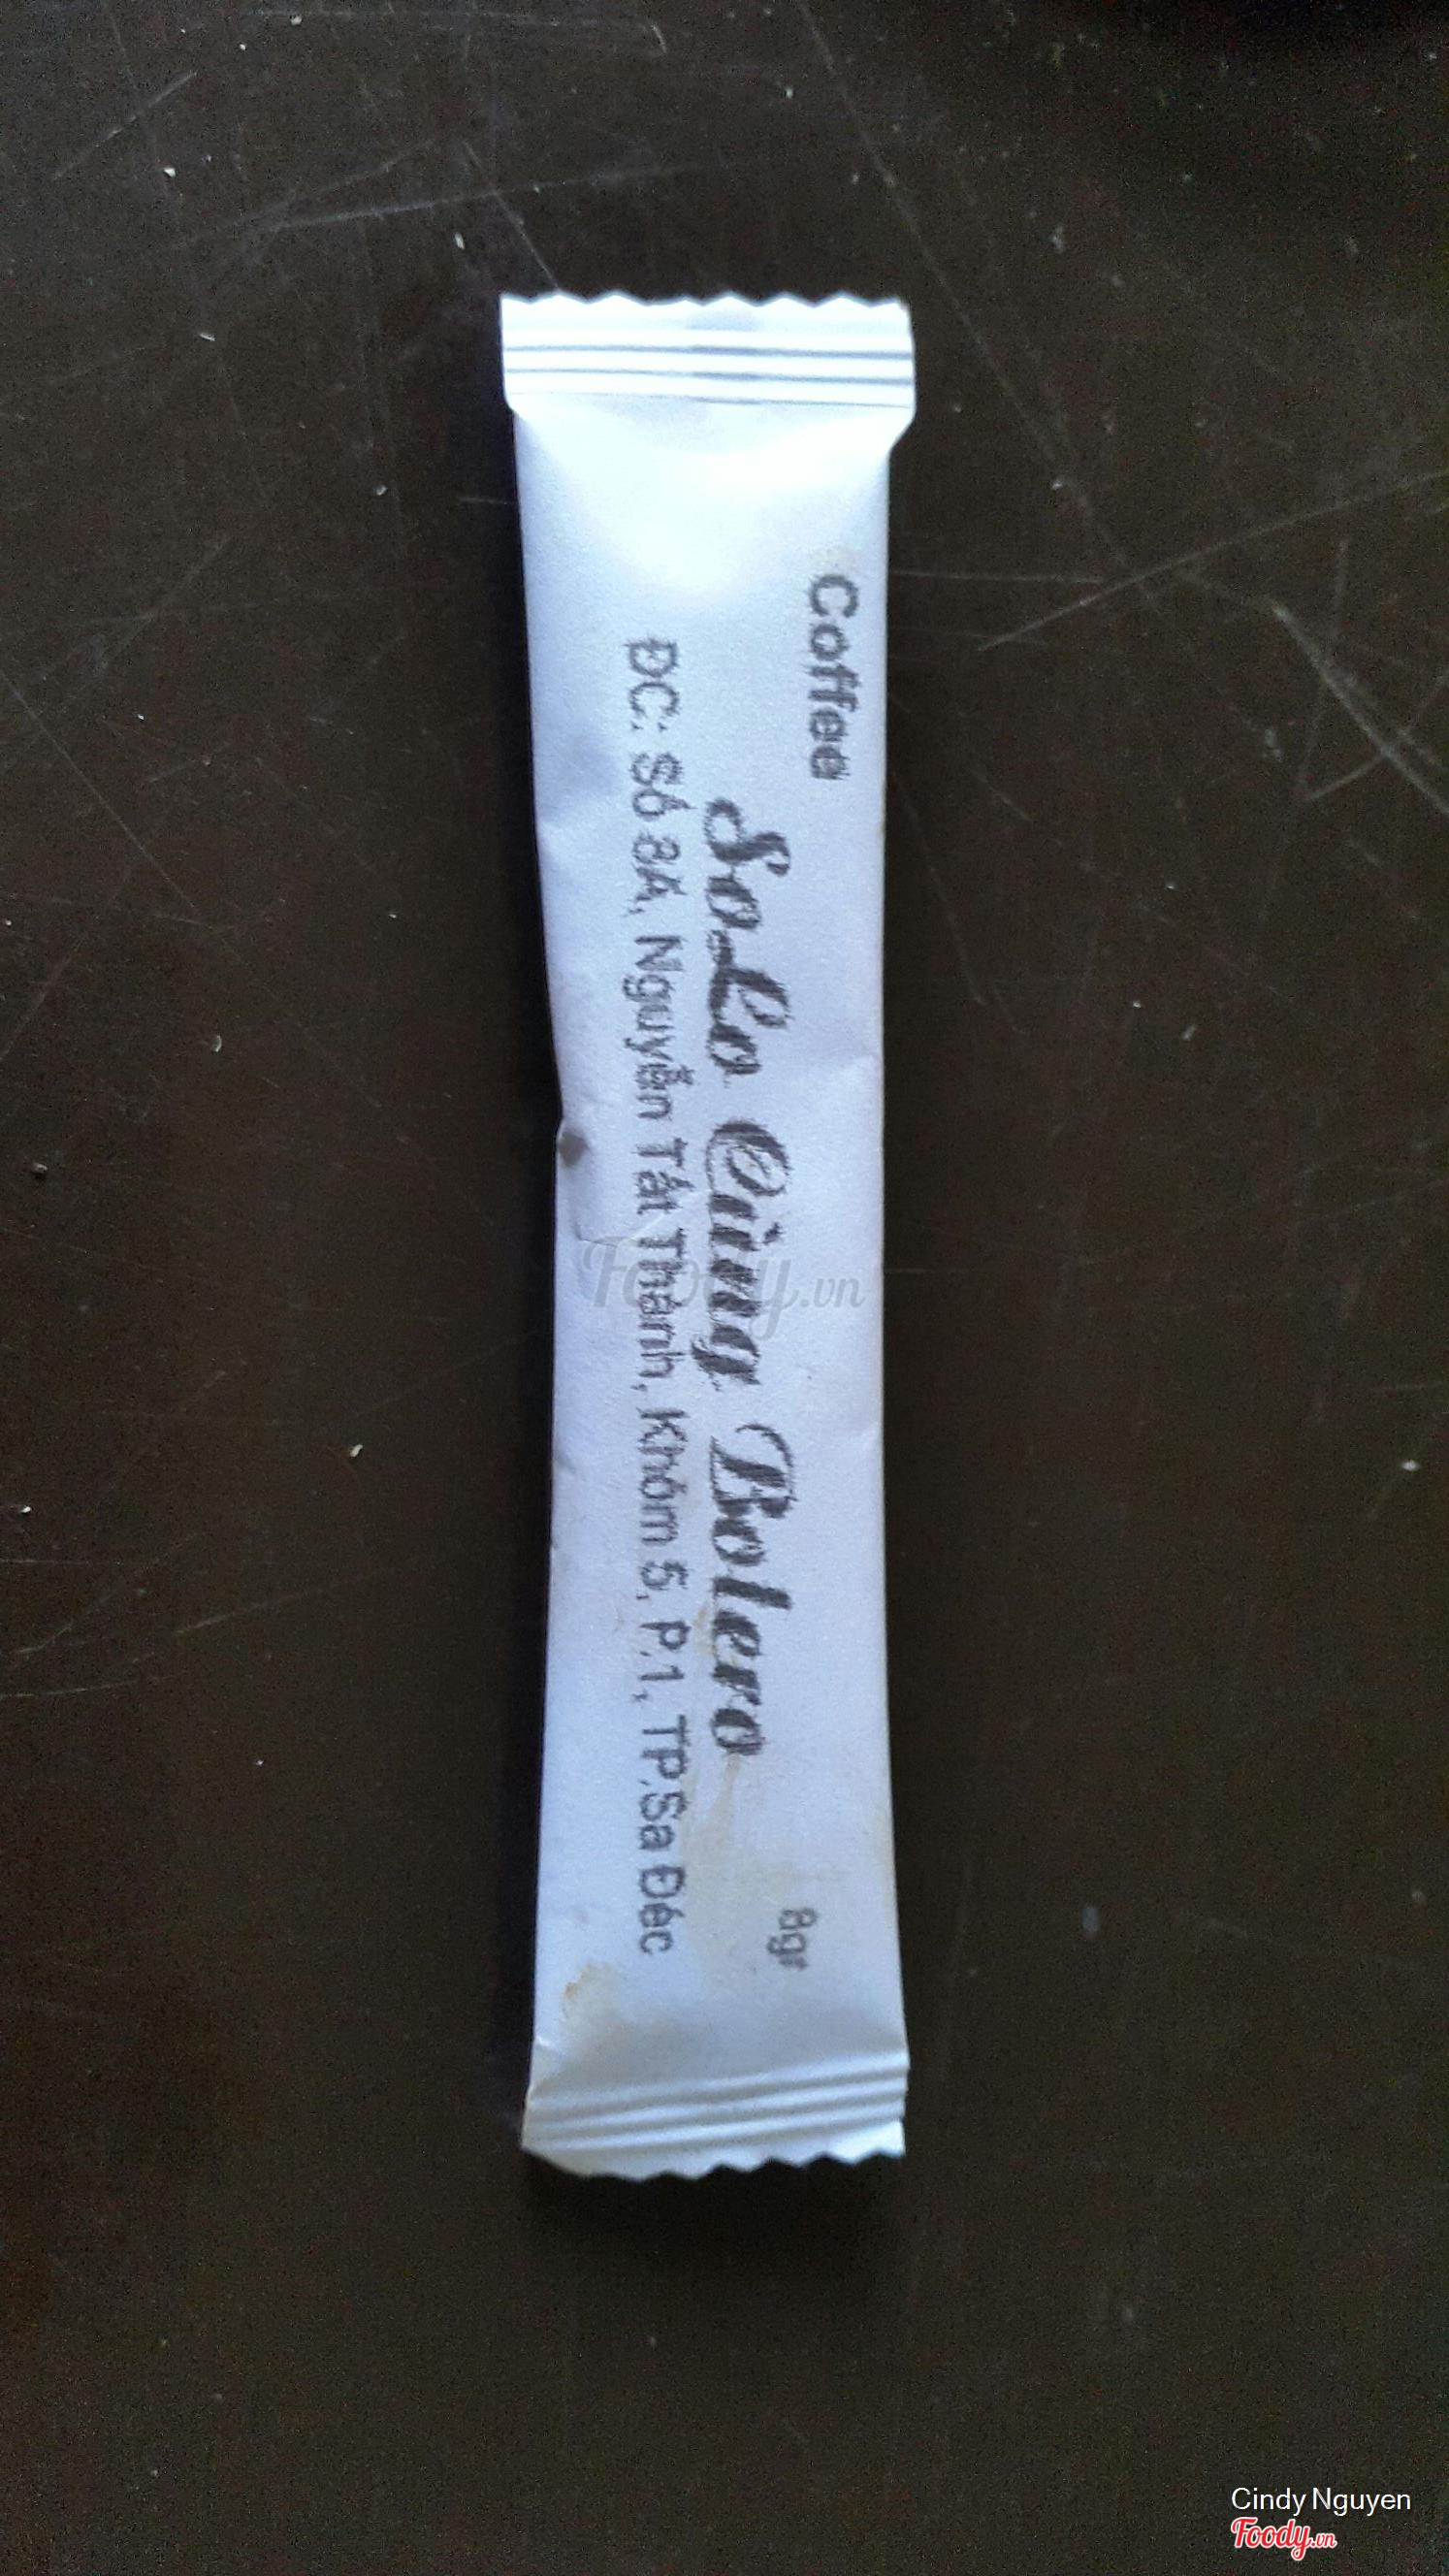 Coffee
SoLo Cùng Bolero
8gr
ĐC: Số 8A, Nguyễn Tất Thành, Khóm 5, P.1, TP.Sa Đéc
Foody.vn
Cindy Nguyen
Foody.vn